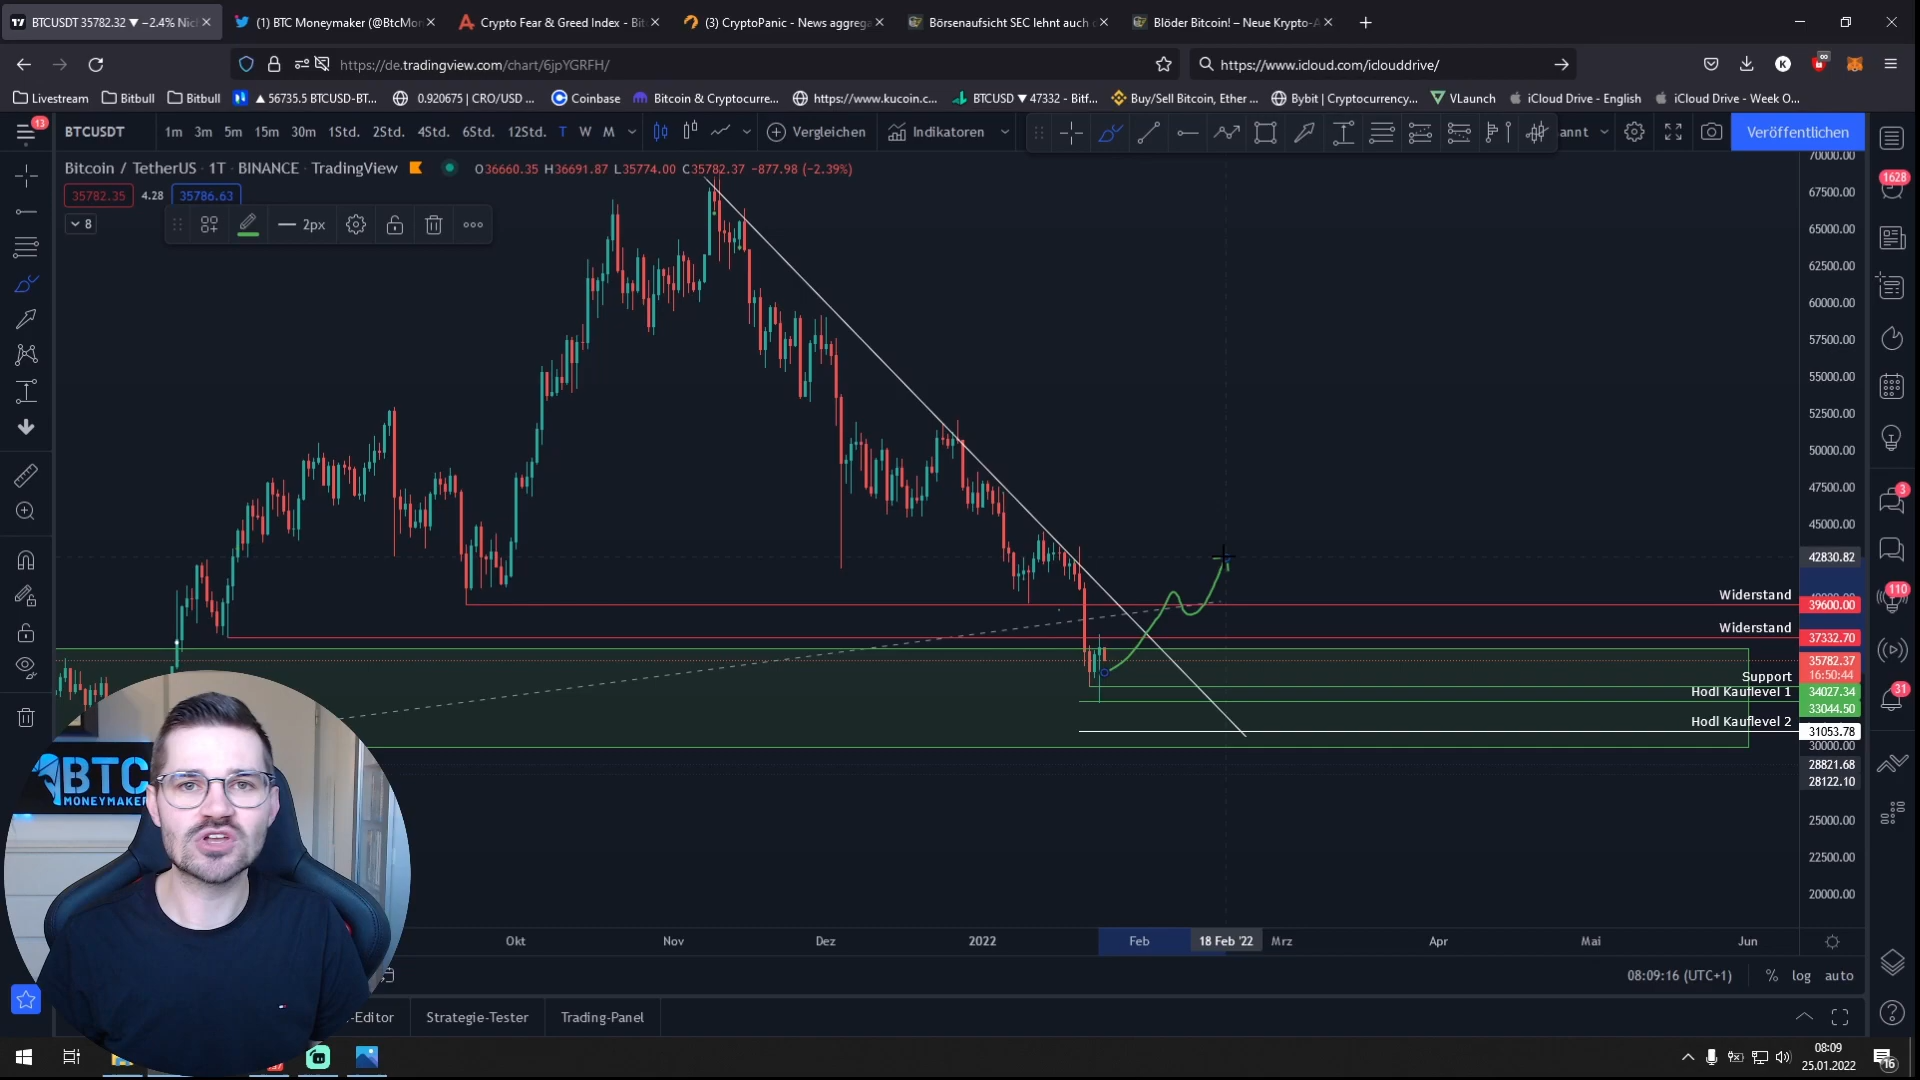 BTCUSDT 35782.32 ▼ −2.4% Nic
(1) BTC Moneymaker (@BtcMon
Crypto Fear & Greed Index - Bit
(3) CryptoPanic - News aggrega
Börsenaufsicht SEC lehnt auch
Blöder Bitcoin! – Neue Krypto-A
https://de.tradingview.com/chart/6jpYGRFH/
https://www.icloud.com/iclouddrive/
Livestream
Bitbull
Bitbull
▲ 56735.5 BTCUSD-BT...
0.920675 | CRO/USD ...
Coinbase
Bitcoin & Cryptocurre...
https://www.kucoin.c...
BTCUSD ▼ 47332 - Bitf...
Buy/Sell Bitcoin, Ether ...
Bybit | Cryptocurrency...
VLaunch
iCloud Drive - English
iCloud Drive - Week O...
13
BTCUSDT
1m 3m 5m 15m 30m 1Std. 2Std. 4Std. 6Std. 12Std. T W M
Vergleichen
Indikatoren
annt
Veröffentlichen
Bitcoin / TetherUS · 1T · BINANCE · TradingView
O36660.35 H36691.87 L35774.00 C35782.37 −877.98 (−2.39%)
35782.35 4.28 35786.63
8
2px
70000.00
67500.00
65000.00
62500.00
60000.00
57500.00
55000.00
52500.00
50000.00
47500.00
45000.00
42830.82
Widerstand
39600.00
Widerstand
37332.70
35782.37
16:50:44
Support
34027.34
Hodl Kauflevel 1
33044.50
Hodl Kauflevel 2
31053.78
30000.00
28821.68
28122.10
25000.00
22500.00
20000.00
1628
3
110
31
BTC
MONEYMAKER
Okt Nov Dez 2022 Feb 18 Feb '22 Mrz Apr Mai Jun
08:09:16 (UTC+1) % log auto
-Editor Strategie-Tester Trading-Panel
08:09
25.01.2022
16